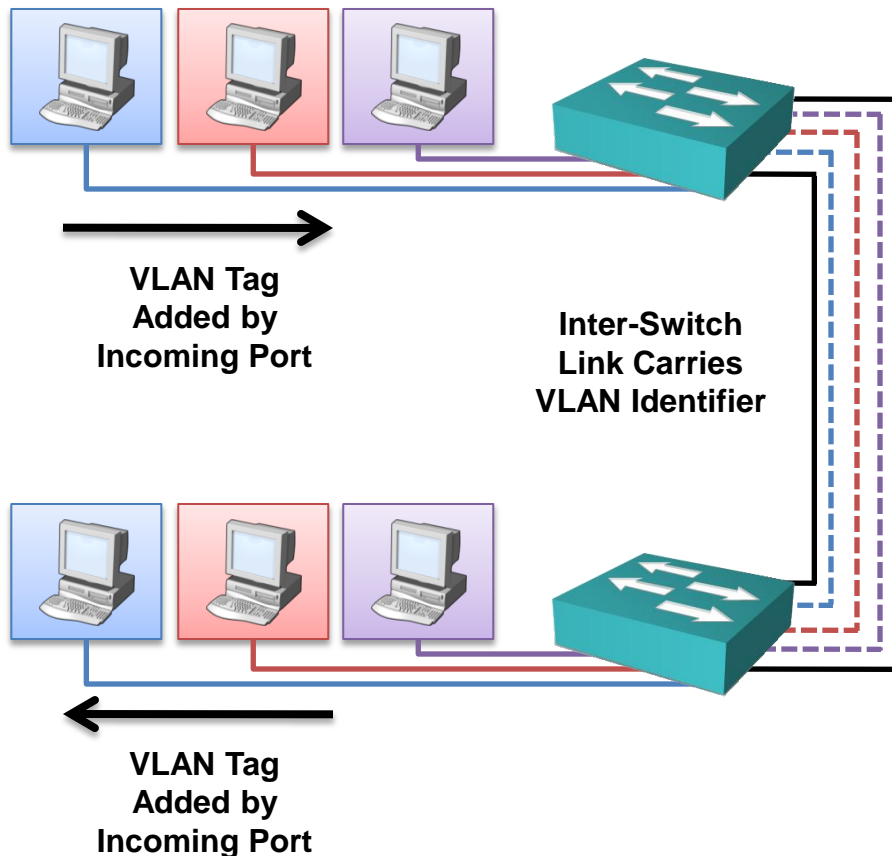 VLAN Tag
Added by
Incoming Port
Inter-Switch
Link Carries
VLAN Identifier
VLAN Tag
Added by
Incoming Port